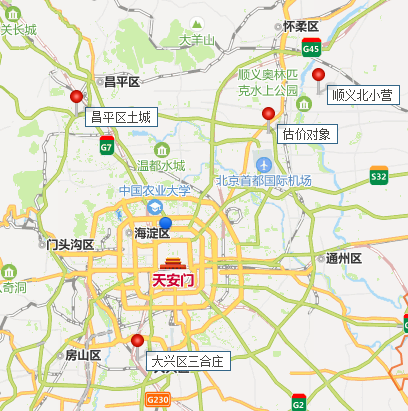 关长城
大羊山
怀柔区
G45
昌平区
顺义奥林匹
克水上公园
顺义北小营
昌平区土城
估价对象
G7
温都水城
北京首都国际机场
S32
中国农业大学
海淀区
门头沟区
通州区
天安门
六奇洞
大兴区三合庄
房山区
G230
G2